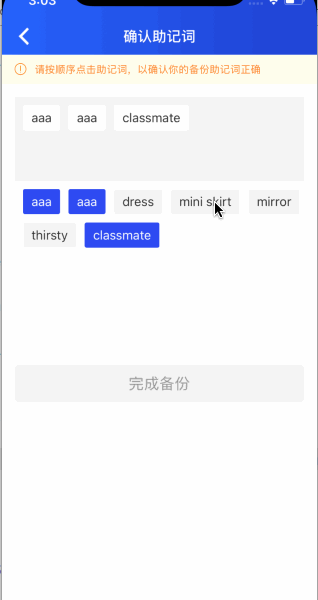 3:03
确认助记词
请按顺序点击助记词，以确认你的备份助记词正确
aaa aaa classmate
aaa aaa dress mini skirt mirror
thirsty classmate
完成备份